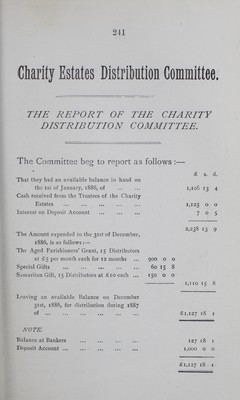 241
Charity Estates Distribution Committee.
THE REPORT OF THE CHARITY
DISTRIBUTION COMMITTEE.
The Committee beg to report as follows :—
£ s. d.
That they had an available balance in hand on
the 1st of January, 1886, of ... ... 1,106 13 4
Cash received from the Trustees of the Charity
Estates ... ... ... ... ... ... 1,125 0 0
Interest on Deposit Account ... ... ... 7 0 5
2,238 13 9
The Amount expended to the 31st of December,
1886, is as follows :—
The Aged Parishioners' Grant, 15 Distributors
at £5 per month each for 12 months ... 900 0 0
Special Gifts ... ... ... ... ... 60 15 8
Samaritan Gift, 15 Distribution at £10 each ... 150 0 0
1,110 15 8
Leaving an available Balance on December
31st, 1886, for distribution during 1887
of ... ... ... ... ... ... ... £1,127 18 1
NOTE.
Balance at Bankers ... ... ... ... 127 18 1
Deposit Account ... ... ... ... ... 1,000 0 0
£1,127 18 1